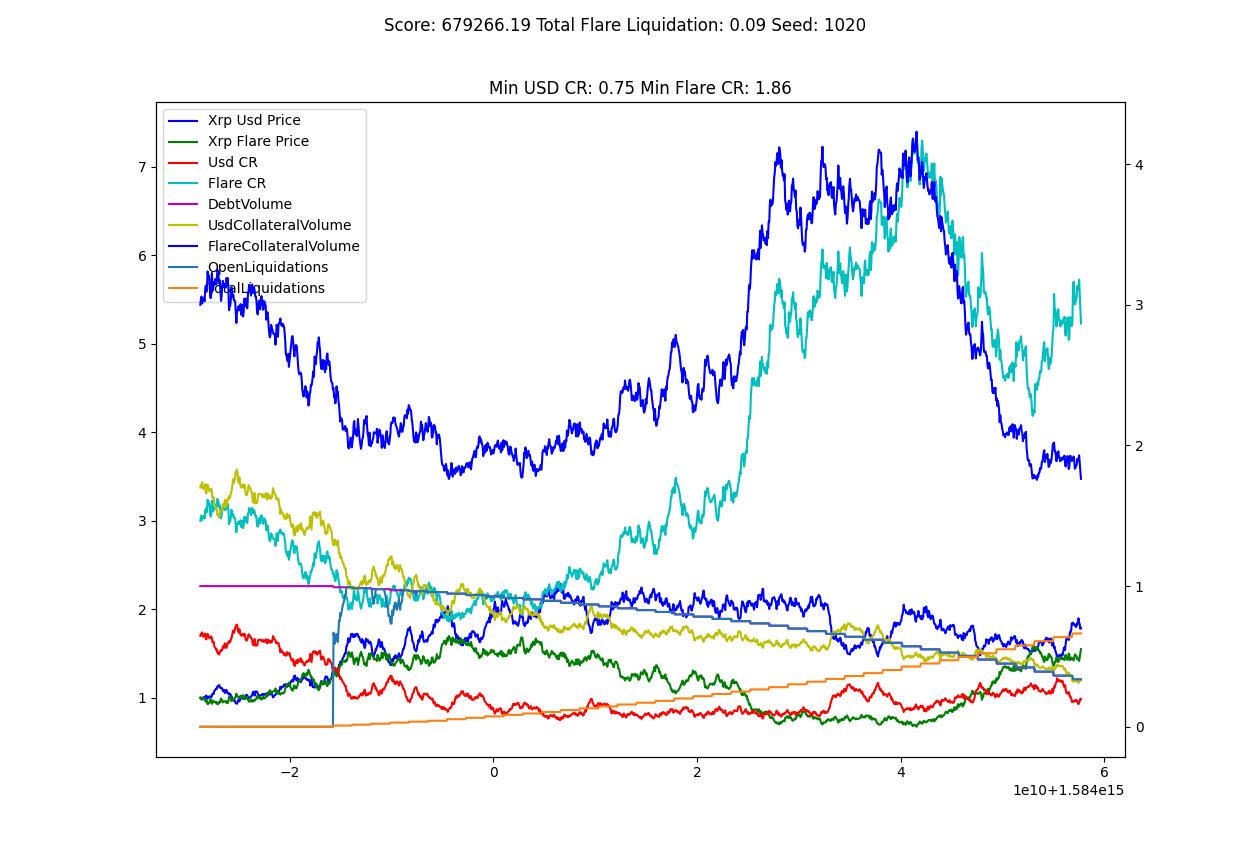 Score: 679266.19 Total Flare Liquidation: 0.09 Seed: 1020
Min USD CR: 0.75 Min Flare CR: 1.86
Xrp Usd Price
Xrp Flare Price
Usd CR
Flare CR
DebtVolume
UsdCollateralVolume
FlareCollateralVolume
OpenLiquidations
TotalLiquidations
7
6
5
4
3
2
1
4
3
2
1
0
−2
0
2
4
6
1e10+1.584e15